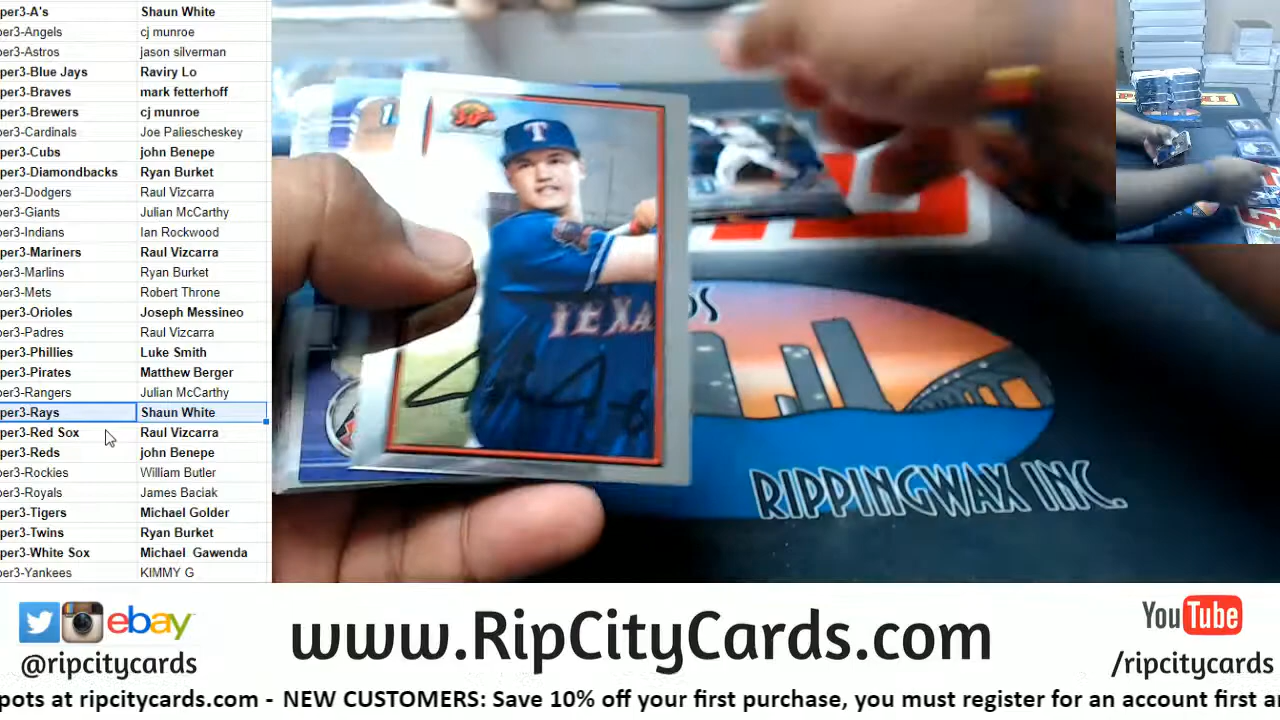 per3-A's Shaun White
per3-Angels cj munroe
per3-Astros jason silverman
per3-Blue Jays Raviry Lo
per3-Braves mark fetterhoff
per3-Brewers cj munroe
per3-Cardinals Joe Paliescheskey
per3-Cubs john Benepe
per3-Diamondbacks Ryan Burket
per3-Dodgers Raul Vizcarra
per3-Giants Julian McCarthy
per3-Indians Ian Rockwood
per3-Mariners Raul Vizcarra
per3-Marlins Ryan Burket
per3-Mets Robert Throne
per3-Orioles Joseph Messineo
per3-Padres Raul Vizcarra
per3-Phillies Luke Smith
per3-Pirates Matthew Berger
per3-Rangers Julian McCarthy
per3-Rays Shaun White
per3-Red Sox Raul Vizcarra
per3-Reds john Benepe
per3-Rockies William Butler
per3-Royals James Baciak
per3-Tigers Michael Golder
per3-Twins Ryan Burket
per3-White Sox Michael Gawenda
per3-Yankees KIMMY G
T
TEXA
RIPPINGWAX INC.
ebay
@ripcitycards
www.RipCityCards.com
YouTube
/ripcitycards
pots at ripcitycards.com - NEW CUSTOMERS: Save 10% off your first purchase, you must register for an account first a